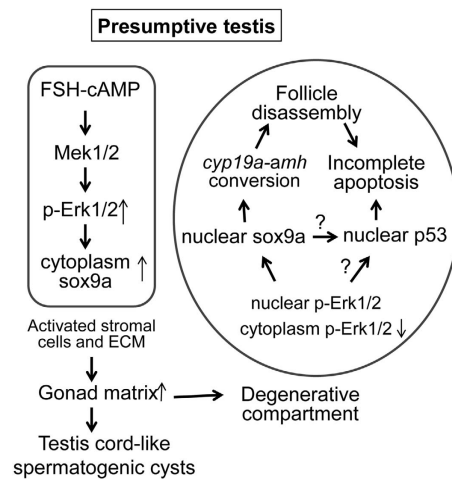 Presumptive testis
FSH-cAMP
Mek1/2
p-Erk1/2↑
cytoplasm ↑
sox9a
Activated stromal
cells and ECM
Gonad matrix↑
Testis cord-like
spermatogenic cysts
Follicle
disassembly
cyp19a-amh
conversion
Incomplete
apoptosis
nuclear sox9a
?
nuclear p53
?
nuclear p-Erk1/2
cytoplasm p-Erk1/2↓
Degenerative
compartment